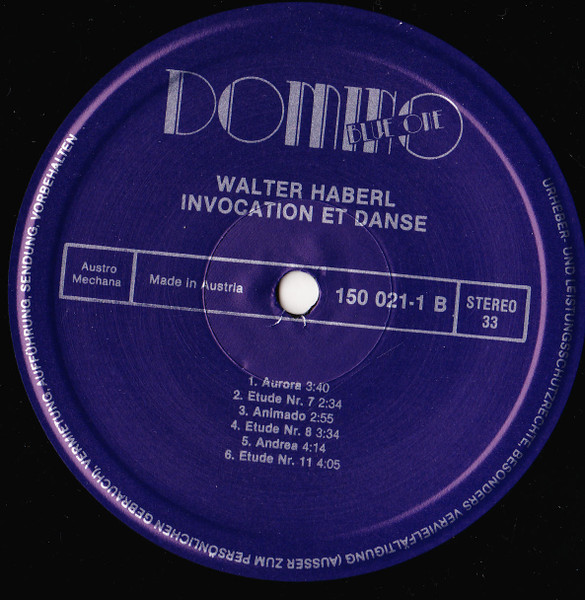 DOMINO
BLUE ONE
WALTER HABERL
INVOCATION ET DANSE
Austro
Mechana
Made in Austria
150 021-1 B
STEREO
33
1. Aurora 3:40
2. Etude Nr. 7 2:34
3. Animado 2:55
4. Etude Nr. 8 3:34
5. Andrea 4:14
6. Etude Nr. 11 4:05
URHEBER- UND LEISTUNGSSCHUTZRECHTE, BESONDERS VERVIELFÄLTIGUNG (AUSSER ZUM PERSÖNLICHEN GEBRAUCH), VERMIETUNG, AUFFÜHRUNG, SENDUNG, VORBEHALTEN